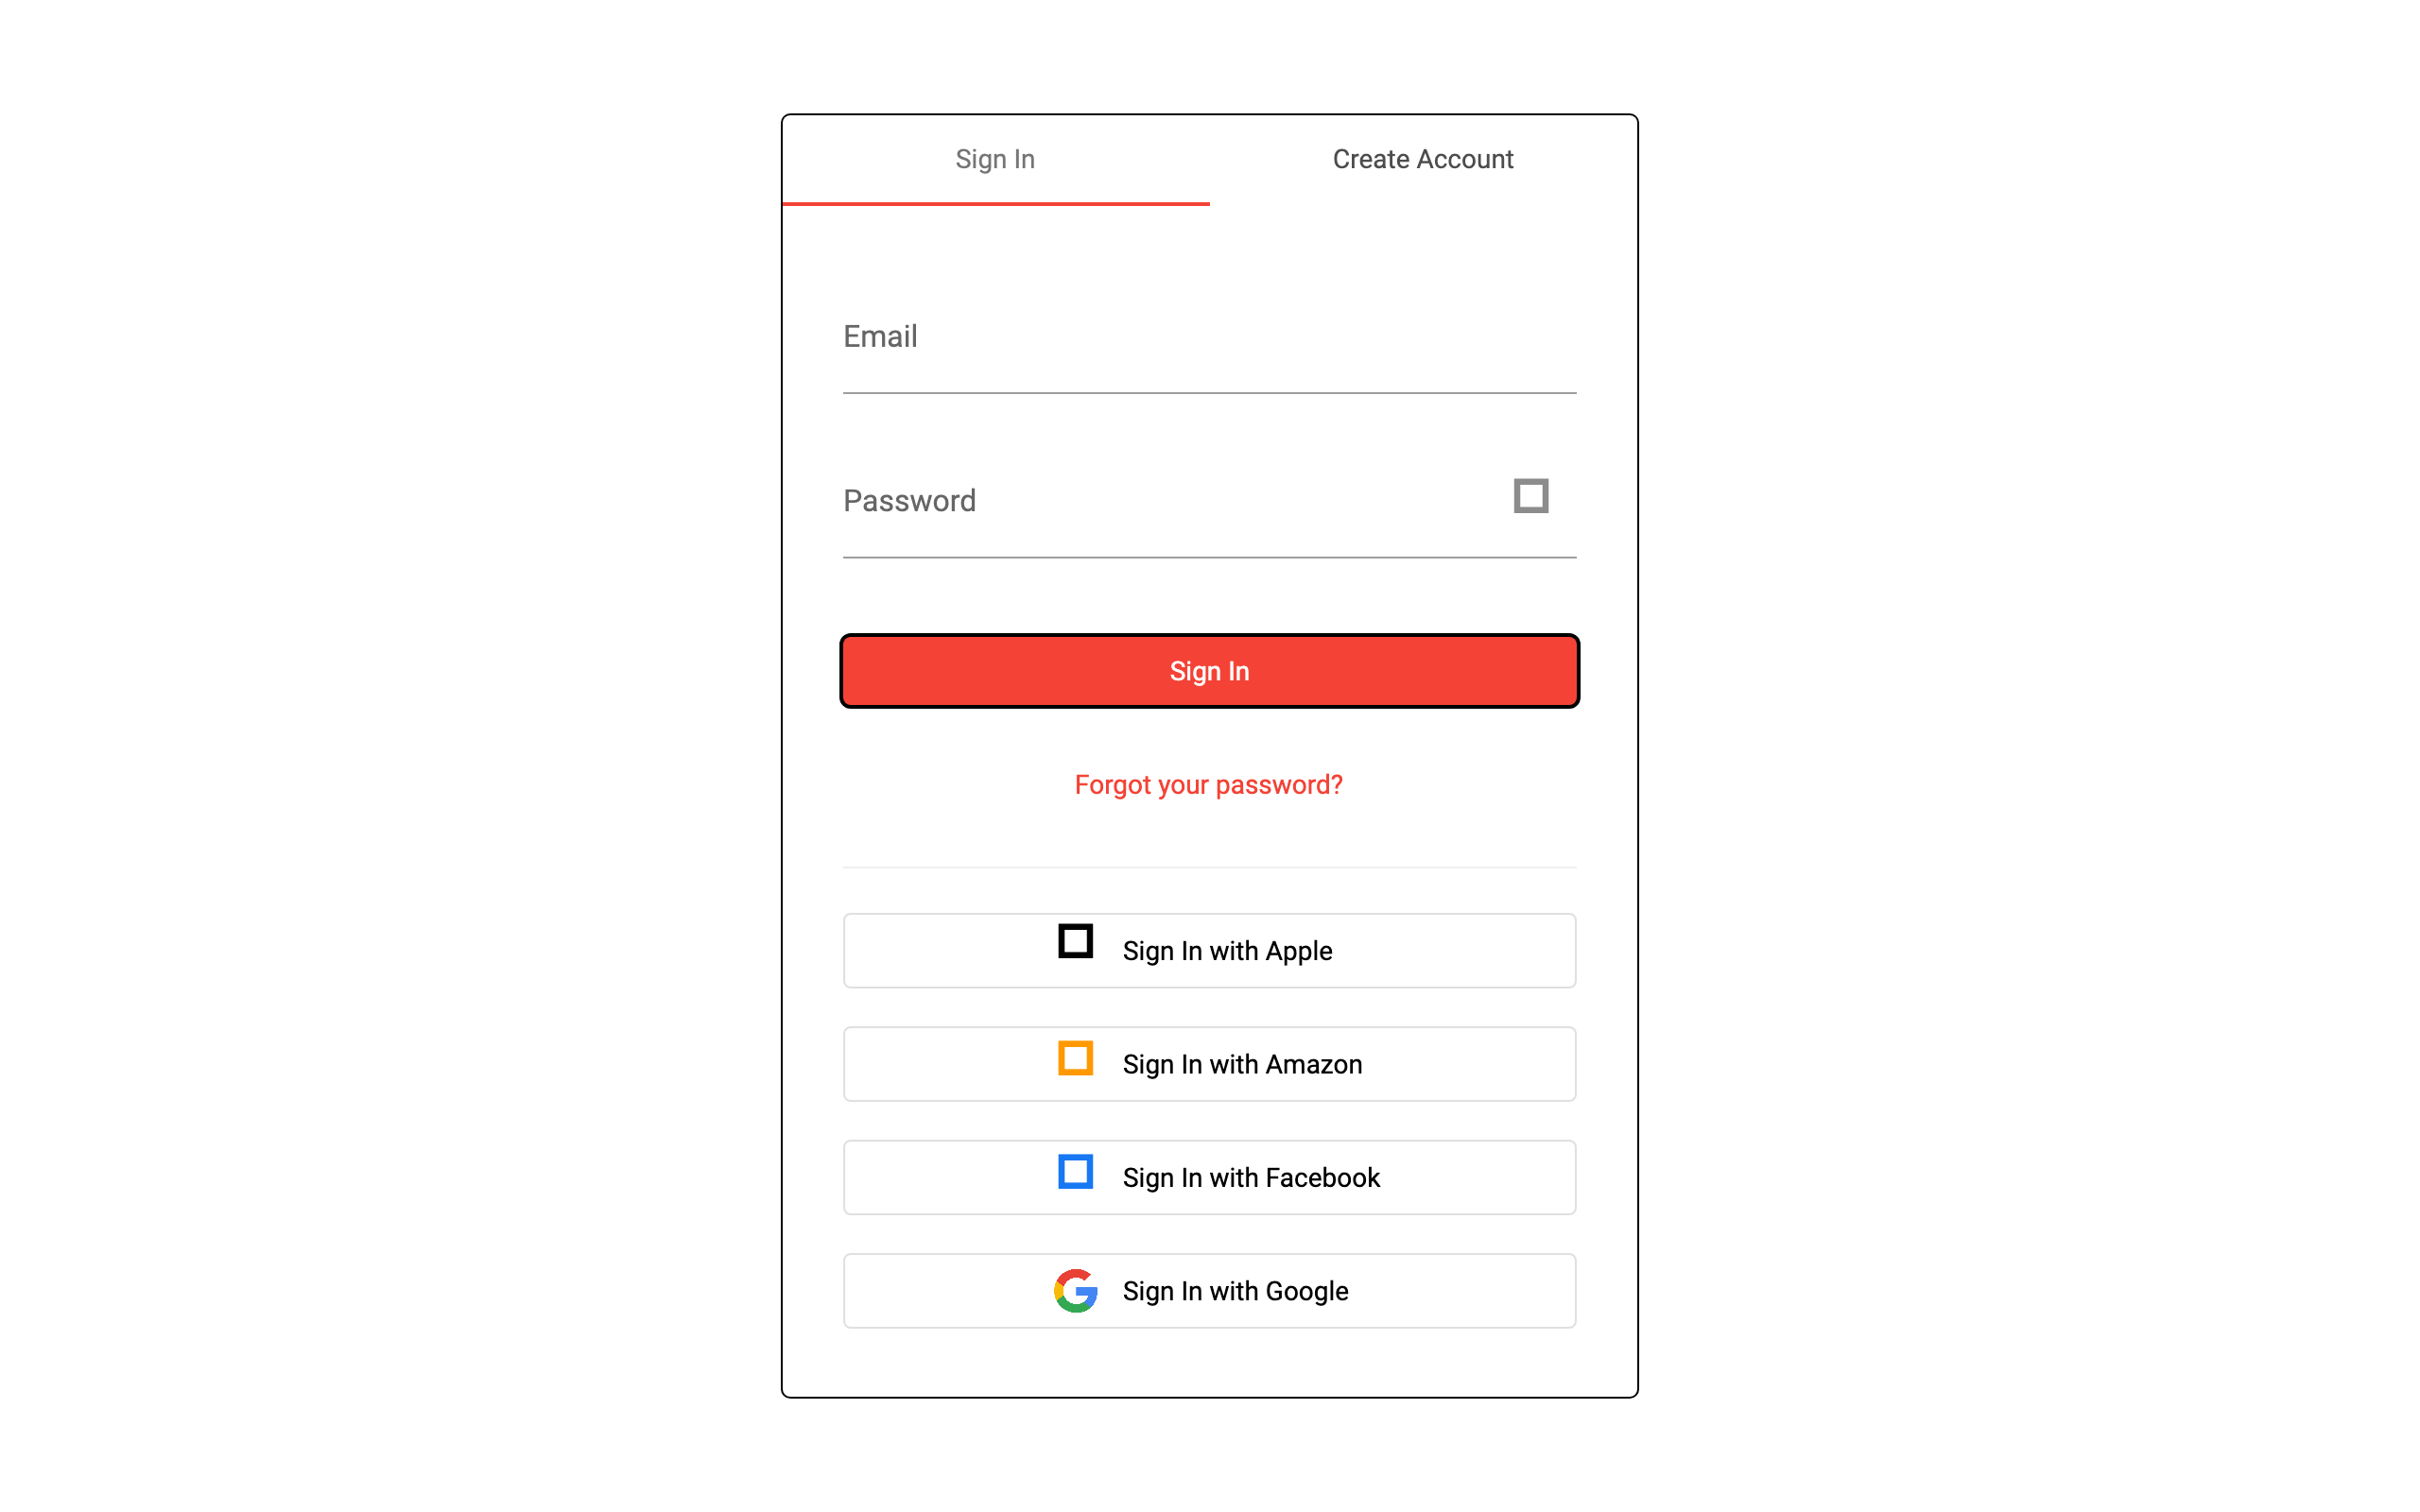 Sign In
Create Account
Email
Password
Sign In
Forgot your password?
Sign In with Apple
Sign In with Amazon
Sign In with Facebook
Sign In with Google